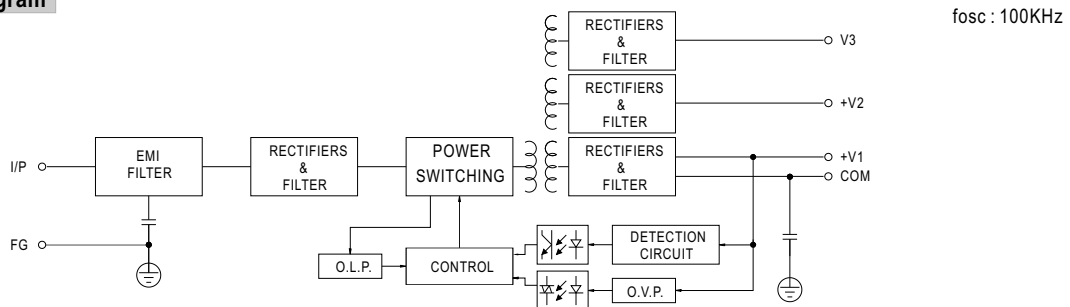 fosc : 100KHz
RECTIFIERS
&
FILTER
V3
RECTIFIERS
&
FILTER
+V2
I/P
EMI
FILTER
RECTIFIERS
&
FILTER
POWER
SWITCHING
RECTIFIERS
&
FILTER
+V1
COM
FG
O.L.P.
CONTROL
DETECTION
CIRCUIT
O.V.P.